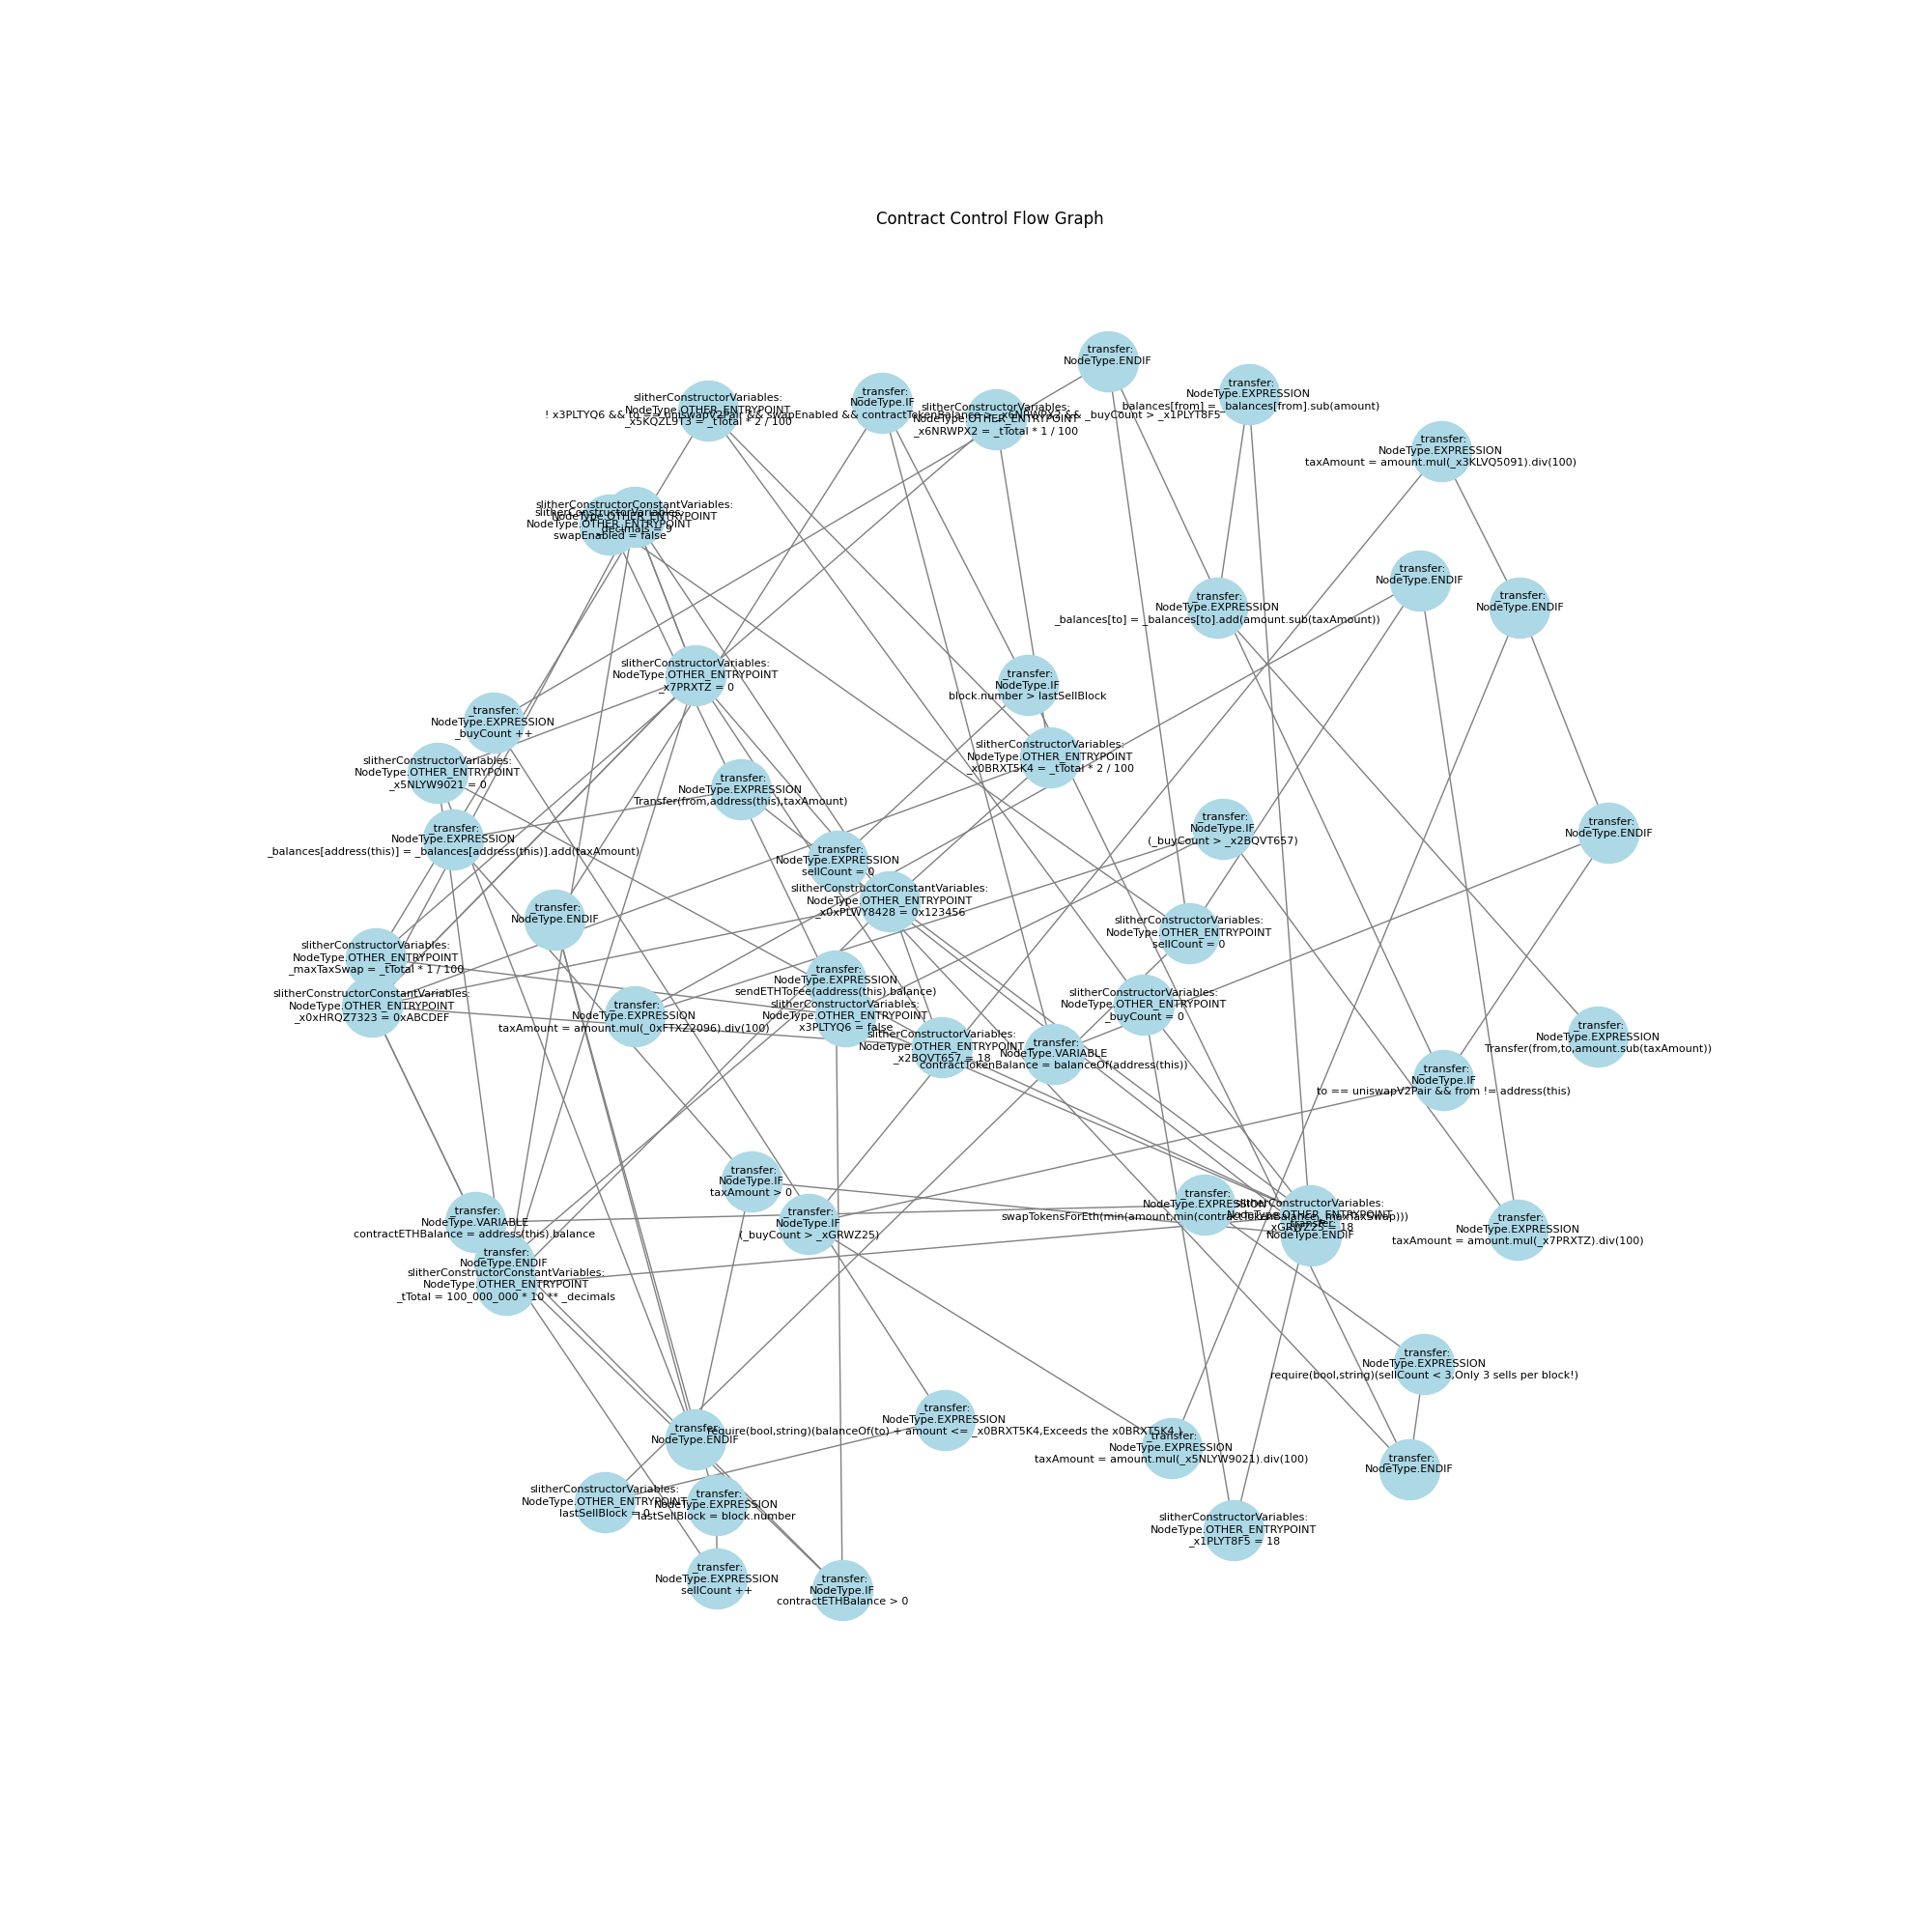 Contract Control Flow Graph
_transfer:
NodeType.ENDIF
_transfer:
NodeType.EXPRESSION
_balances[from] = _balances[from].sub(amount)
slitherConstructorVariables:
NodeType.OTHER_ENTRYPOINT
_x5KQZL9T3 = _tTotal * 2 / 100
_transfer:
NodeType.IF
! x3PLTYQ6 && to == uniswapV2Pair && swapEnabled && contractTokenBalance > _x6NRWPX2 && _buyCount > _x1PLYT8F5
slitherConstructorVariables:
NodeType.OTHER_ENTRYPOINT
_x6NRWPX2 = _tTotal * 1 / 100
_transfer:
NodeType.EXPRESSION
taxAmount = amount.mul(_x3KLVQ5091).div(100)
slitherConstructorConstantVariables:
NodeType.OTHER_ENTRYPOINT
_decimals = 9
slitherConstructorVariables:
NodeType.OTHER_ENTRYPOINT
swapEnabled = false
_transfer:
NodeType.ENDIF
_transfer:
NodeType.ENDIF
_transfer:
NodeType.EXPRESSION
_balances[to] = _balances[to].add(amount.sub(taxAmount))
slitherConstructorVariables:
NodeType.OTHER_ENTRYPOINT
_x7PRXTZ = 0
_transfer:
NodeType.IF
block.number > lastSellBlock
_transfer:
NodeType.EXPRESSION
_buyCount ++
slitherConstructorVariables:
NodeType.OTHER_ENTRYPOINT
_x0BRXT5K4 = _tTotal * 2 / 100
slitherConstructorVariables:
NodeType.OTHER_ENTRYPOINT
_x5NLYW9021 = 0
_transfer:
NodeType.EXPRESSION
Transfer(from,address(this),taxAmount)
_transfer:
NodeType.IF
(_buyCount > _x2BQVT657)
_transfer:
NodeType.ENDIF
_transfer:
NodeType.EXPRESSION
_balances[address(this)] = _balances[address(this)].add(taxAmount)
_transfer:
NodeType.EXPRESSION
sellCount = 0
slitherConstructorConstantVariables:
NodeType.OTHER_ENTRYPOINT
_x0xPLWY8428 = 0x123456
_transfer:
NodeType.ENDIF
slitherConstructorVariables:
NodeType.OTHER_ENTRYPOINT
sellCount = 0
slitherConstructorVariables:
NodeType.OTHER_ENTRYPOINT
_maxTaxSwap = _tTotal * 1 / 100
_transfer:
NodeType.EXPRESSION
sendETHToFee(address(this).balance)
slitherConstructorConstantVariables:
NodeType.OTHER_ENTRYPOINT
_x0xHRQZ7323 = 0xABCDEF
slitherConstructorVariables:
NodeType.OTHER_ENTRYPOINT
_buyCount = 0
_transfer:
NodeType.EXPRESSION
taxAmount = amount.mul(_0xFTXZ2096).div(100)
slitherConstructorVariables:
NodeType.OTHER_ENTRYPOINT
x3PLTYQ6 = false
_transfer:
NodeType.EXPRESSION
Transfer(from,to,amount.sub(taxAmount))
slitherConstructorVariables:
NodeType.OTHER_ENTRYPOINT
_x2BQVT657 = 18
_transfer:
NodeType.VARIABLE
contractTokenBalance = balanceOf(address(this))
_transfer:
NodeType.IF
to == uniswapV2Pair && from != address(this)
_transfer:
NodeType.IF
taxAmount > 0
_transfer:
NodeType.EXPRESSION
swapTokensForEth(min(amount,min(contractTokenBalance,_maxTaxSwap)))
slitherConstructorVariables:
NodeType.OTHER_ENTRYPOINT
_xGRWZ25 = 18
_transfer:
NodeType.ENDIF
_transfer:
NodeType.VARIABLE
contractETHBalance = address(this).balance
_transfer:
NodeType.IF
(_buyCount > _xGRWZ25)
_transfer:
NodeType.EXPRESSION
taxAmount = amount.mul(_x7PRXTZ).div(100)
_transfer:
NodeType.ENDIF
slitherConstructorConstantVariables:
NodeType.OTHER_ENTRYPOINT
_tTotal = 100_000_000 * 10 ** _decimals
_transfer:
NodeType.EXPRESSION
require(bool,string)(sellCount < 3,Only 3 sells per block!)
_transfer:
NodeType.ENDIF
_transfer:
NodeType.EXPRESSION
require(bool,string)(balanceOf(to) + amount <= _x0BRXT5K4,Exceeds the x0BRXT5K4.)
_transfer:
NodeType.EXPRESSION
taxAmount = amount.mul(_x5NLYW9021).div(100)
_transfer:
NodeType.ENDIF
slitherConstructorVariables:
NodeType.OTHER_ENTRYPOINT
lastSellBlock = 0
_transfer:
NodeType.EXPRESSION
lastSellBlock = block.number
slitherConstructorVariables:
NodeType.OTHER_ENTRYPOINT
_x1PLYT8F5 = 18
_transfer:
NodeType.EXPRESSION
sellCount ++
_transfer:
NodeType.IF
contractETHBalance > 0